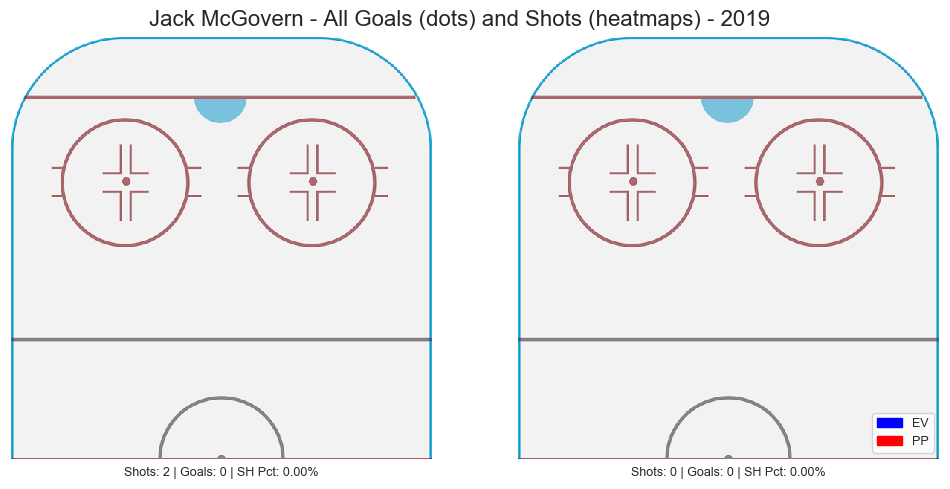 Jack McGovern - All Goals (dots) and Shots (heatmaps) - 2019
EV
PP
Shots: 2 | Goals: 0 | SH Pct: 0.00%
Shots: 0 | Goals: 0 | SH Pct: 0.00%